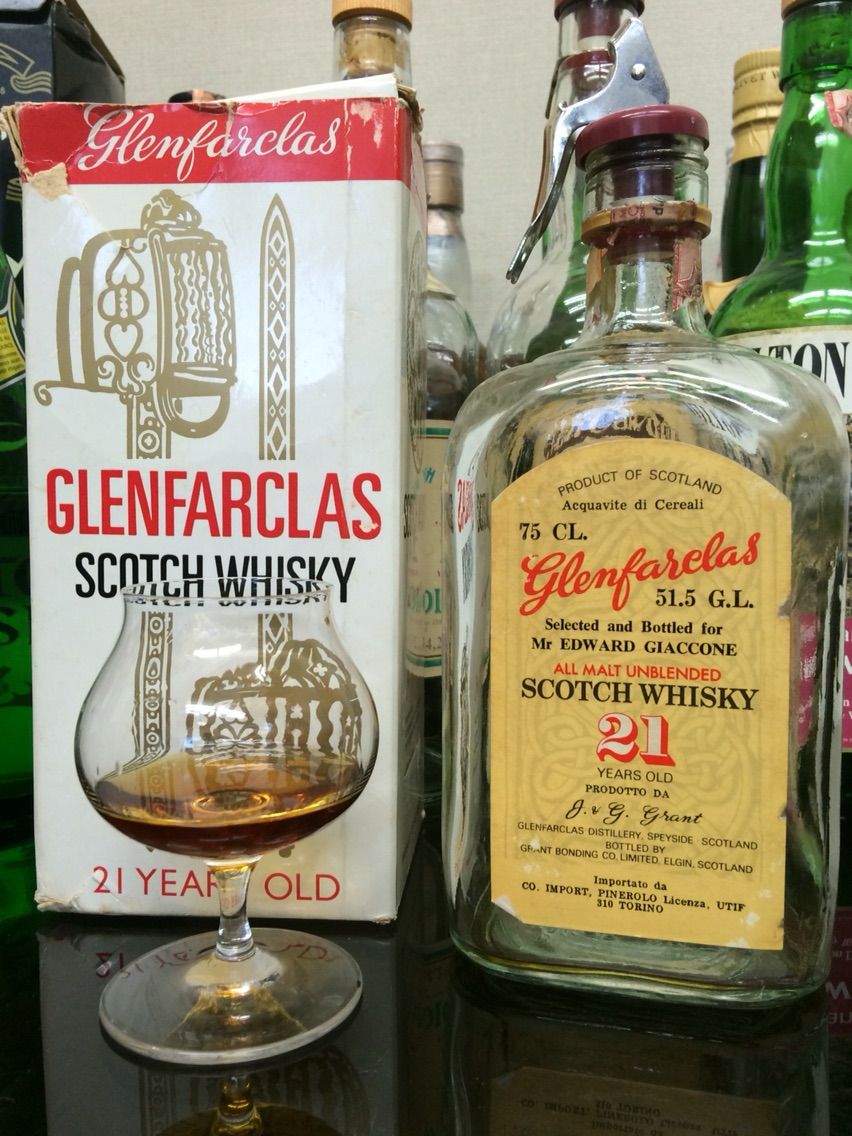 Glenfarclas
GLENFARCLAS
SCOTCH WHISKY
21 YEARS OLD
PRODUCT OF SCOTLAND
Acquavite di Cereali
75 CL.
Glenfarclas
51.5 G.L.
Selected and Bottled for
Mr EDWARD GIACCONE
ALL MALT UNBLENDED
SCOTCH WHISKY
21
YEARS OLD
PRODOTTO DA
J. & G. Grant
GLENFARCLAS DISTILLERY, SPEYSIDE SCOTLAND
BOTTLED BY
GRANT BONDING CO. LIMITED, ELGIN, SCOTLAND
Importato da
CO. IMPORT, PINEROLO Licenza, UTIF
310 TORINO
TON